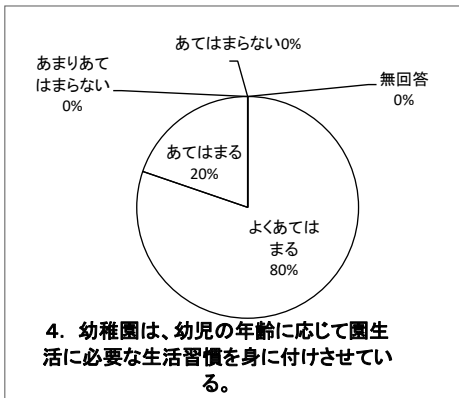 あてはまらない0%
あまりあて
はまらない
0%
無回答
0%
あてはまる
20%
よくあては
まる
80%
4. 幼稚園は、幼児の年齢に応じて園生
活に必要な生活習慣を身に付けさせてい
る。